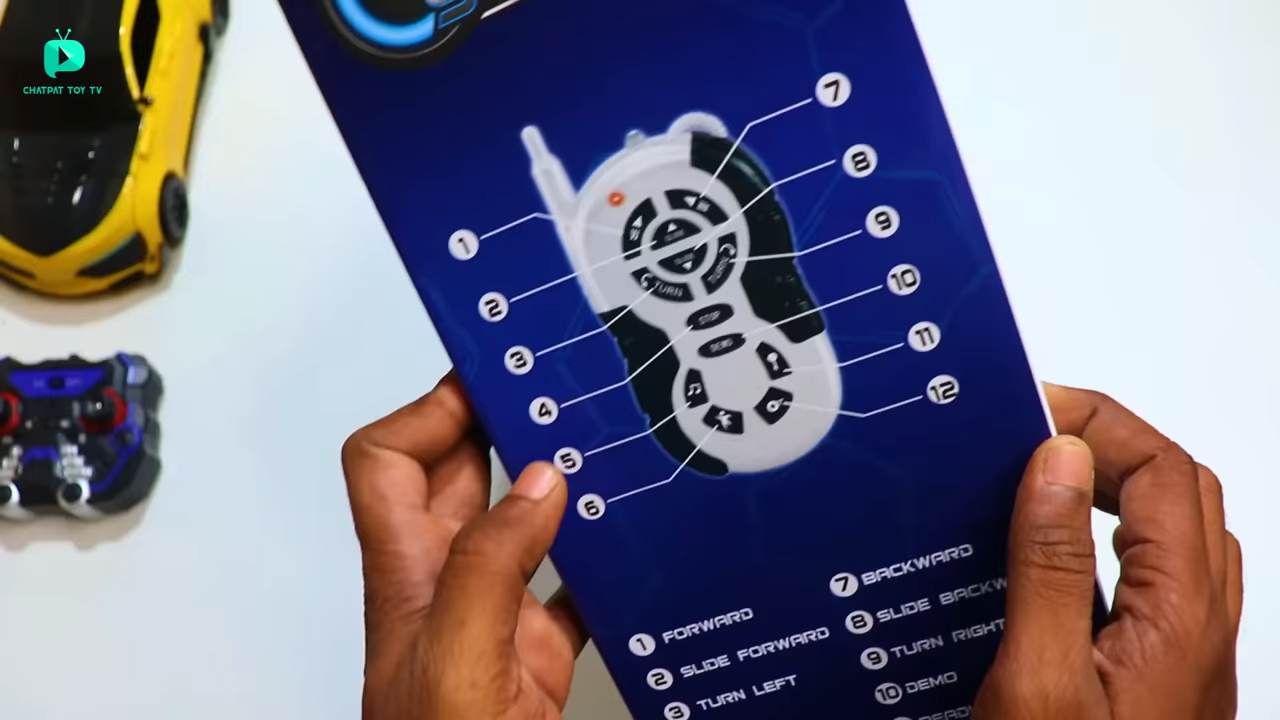 CHATPAT TOY TV
7
8
1
9
2
10
3
11
4
12
5
6
TURN
TURN
STOP
DEMO
7 BACKWARD
1 FORWARD
8 SLIDE BACKW
2 SLIDE FORWARD
9 TURN RIGHT
3 TURN LEFT
10 DEMO